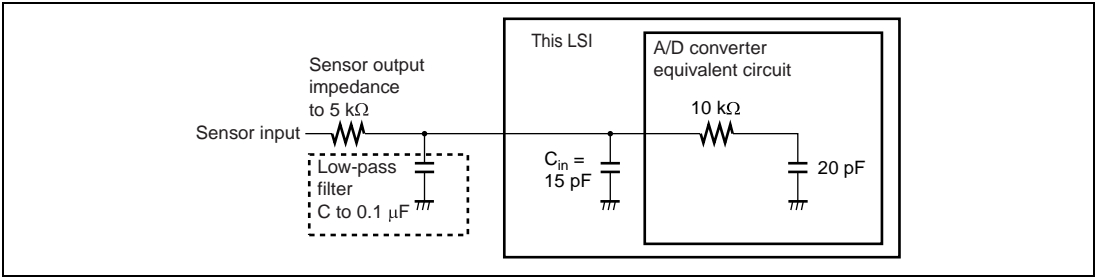 This LSI
A/D converter
equivalent circuit
Sensor output
impedance
to 5 kΩ
10 kΩ
Sensor input
Low-pass
filter
C to 0.1 μF
Cin =
15 pF
20 pF